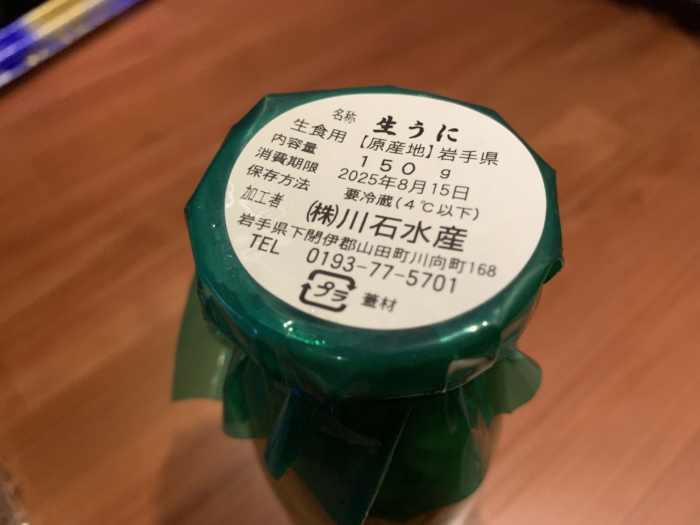 名称 生うに
生食用 【原産地】岩手県
内容量 150g
消費期限 2025年8月15日
保存方法 要冷蔵(4℃以下)
加工者 ㈱川石水産
岩手県下閉伊郡山田町川向町168
TEL 0193-77-5701
プラ 蓋材